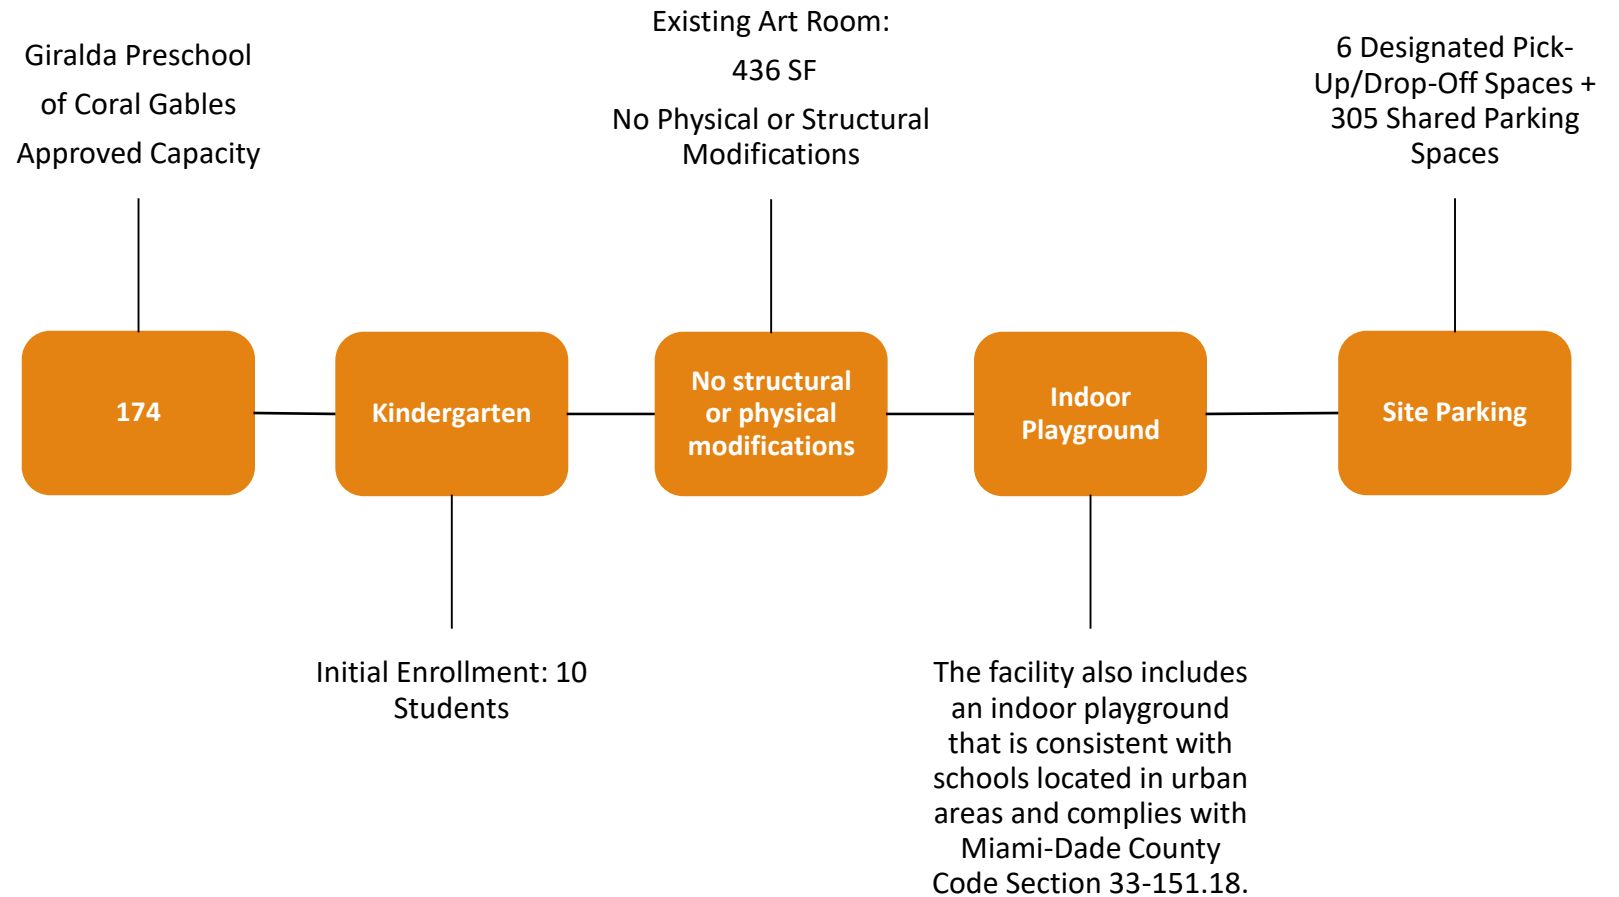 Giralda Preschool
of Coral Gables
Approved Capacity
174
Kindergarten
Initial Enrollment: 10
Students
Existing Art Room:
436 SF
No Physical or Structural
Modifications
No structural
or physical
modifications
Indoor
Playground
The facility also includes
an indoor playground
that is consistent with
schools located in urban
areas and complies with
Miami-Dade County
Code Section 33-151.18.
6 Designated Pick-
Up/Drop-Off Spaces +
305 Shared Parking
Spaces
Site Parking